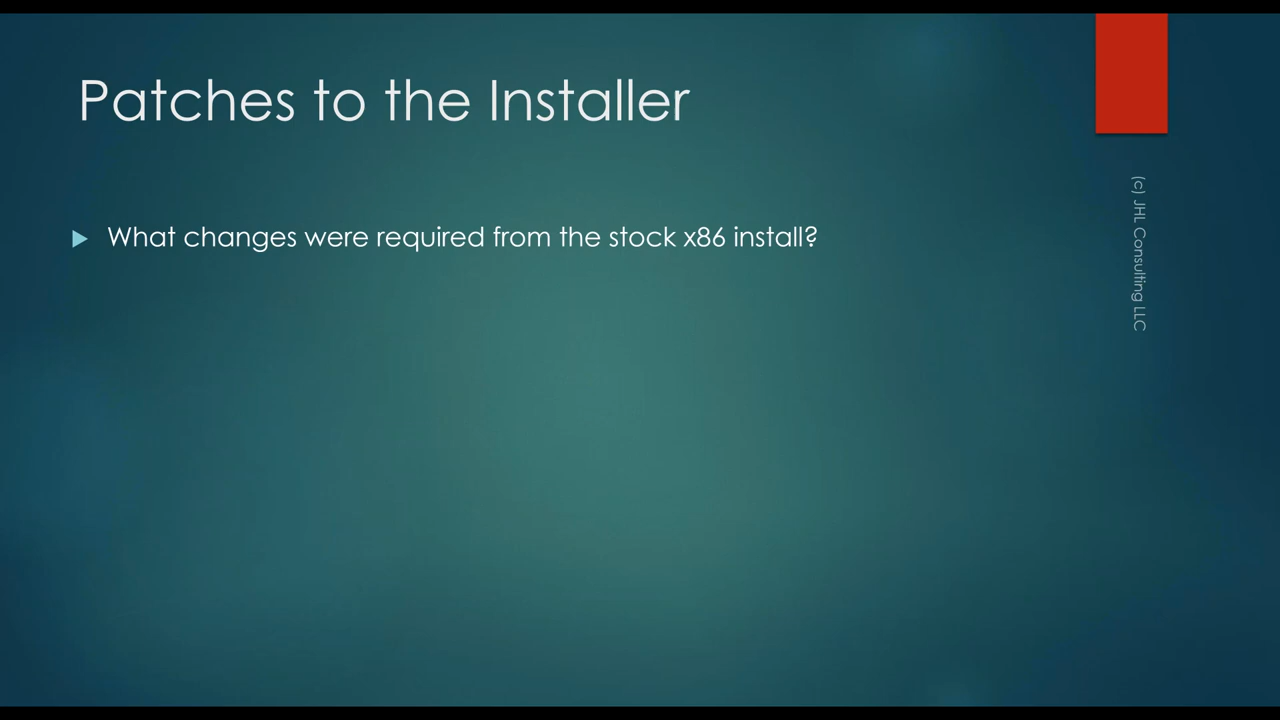 Patches to the Installer
What changes were required from the stock x86 install?
(c) JHL Consulting LLC